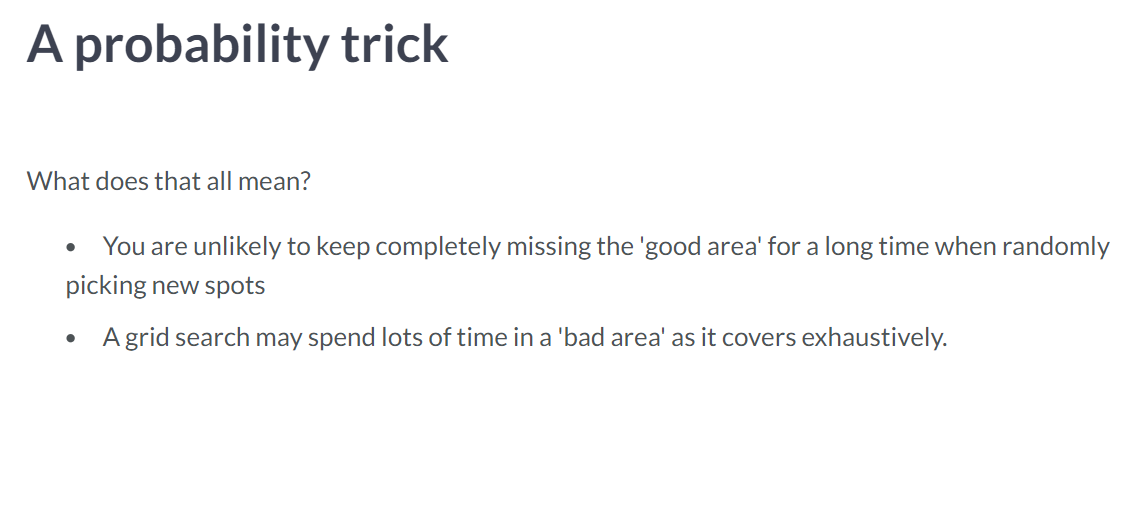 A probability trick
What does that all mean?
• You are unlikely to keep completely missing the 'good area' for a long time when randomly
picking new spots
• A grid search may spend lots of time in a 'bad area' as it covers exhaustively.